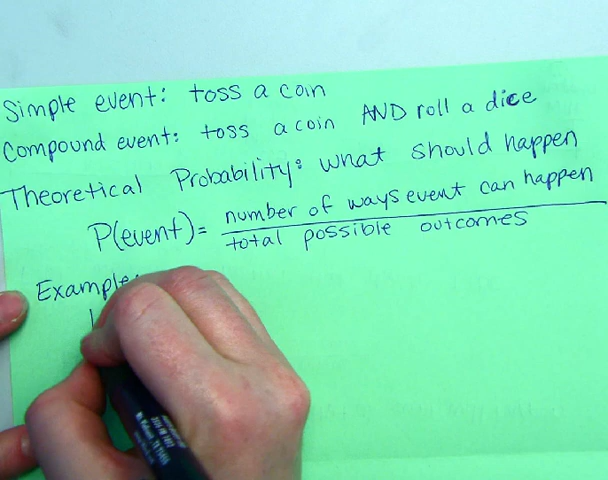 Simple event: toss a coin
Compound event: toss a coin AND roll a dice
Theoretical Probability: what should happen
P(event)= number of ways event can happen
total possible outcomes
Example